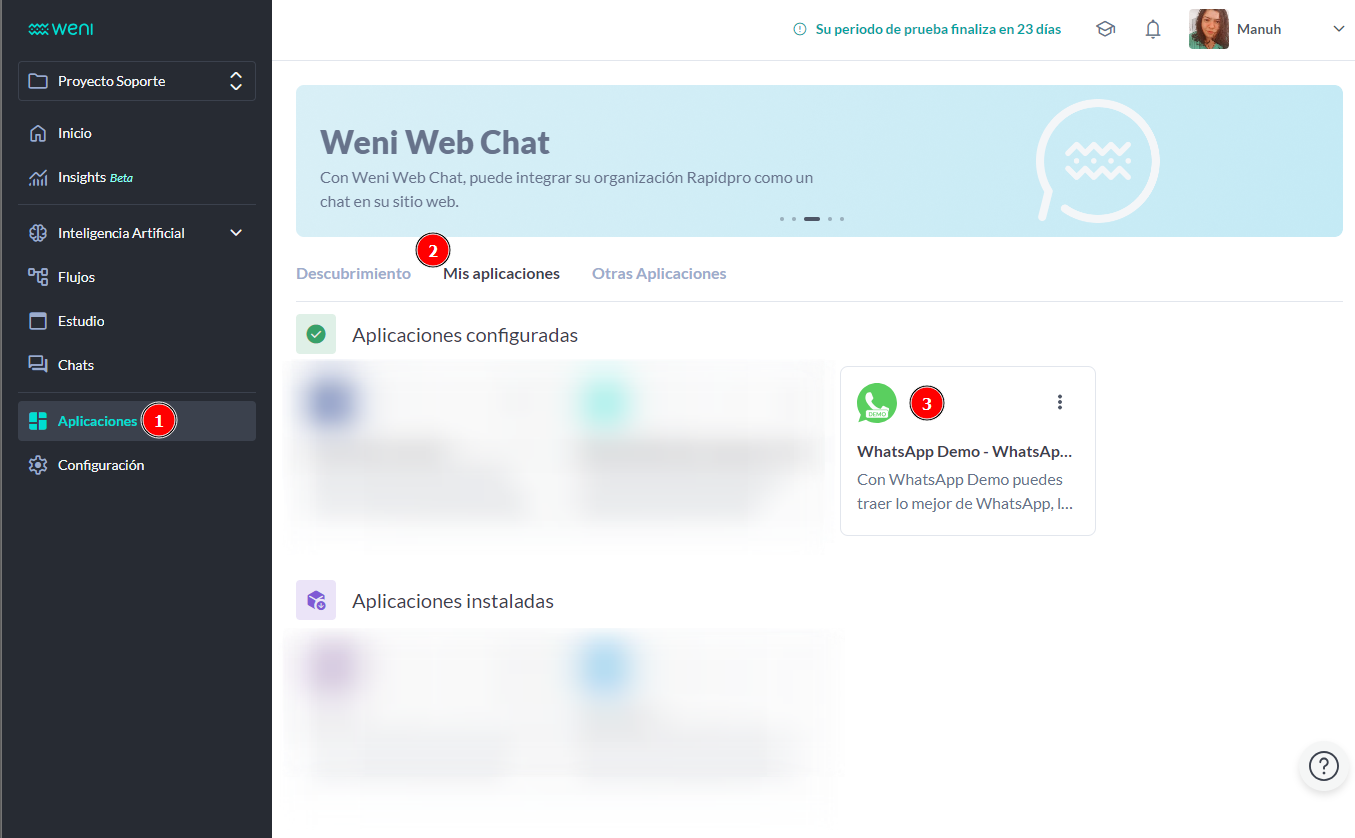 weni
Su periodo de prueba finaliza en 23 días
Manuh
Proyecto Soporte
Inicio
Insights Beta
Inteligencia Artificial
Flujos
Estudio
Chats
Aplicaciones 1
Configuración
Weni Web Chat
Con Weni Web Chat, puede integrar su organización Rapidpro como un
chat en su sitio web.
2
Descubrimiento Mis aplicaciones Otras Aplicaciones
Aplicaciones configuradas
DEMO
3
WhatsApp Demo - WhatsAp...
Con WhatsApp Demo puedes
traer lo mejor de WhatsApp, l...
Aplicaciones instaladas
?